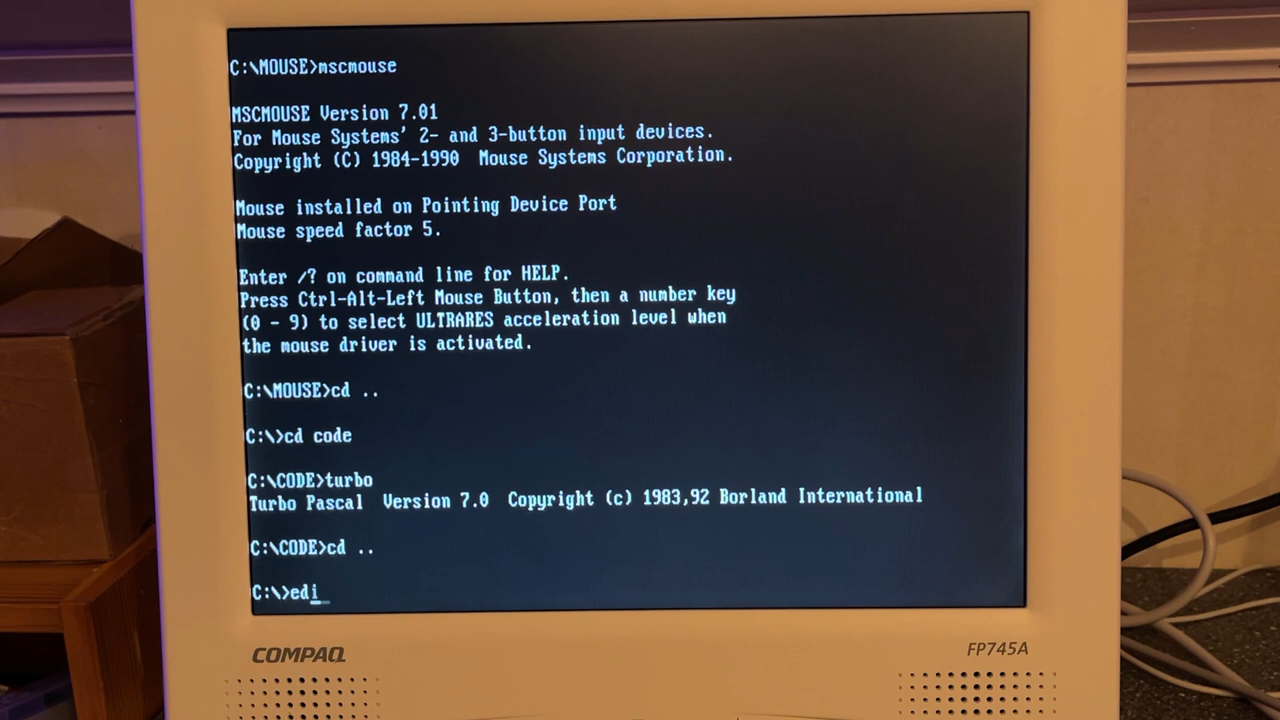 C:\MOUSE>mscmouse
MSCMOUSE Version 7.01
For Mouse Systems' 2- and 3-button input devices.
Copyright (C) 1984-1990  Mouse Systems Corporation.
Mouse installed on Pointing Device Port
Mouse speed factor 5.
Enter /? on command line for HELP.
Press Ctrl-Alt-Left Mouse Button, then a number key
(0 - 9) to select ULTRARES acceleration level when
the mouse driver is activated.
C:\MOUSE>cd ..
C:\>cd code
C:\CODE>turbo
Turbo Pascal  Version 7.0  Copyright (c) 1983,92 Borland International
C:\CODE>cd ..
C:\>edi
COMPAQ
FP745A